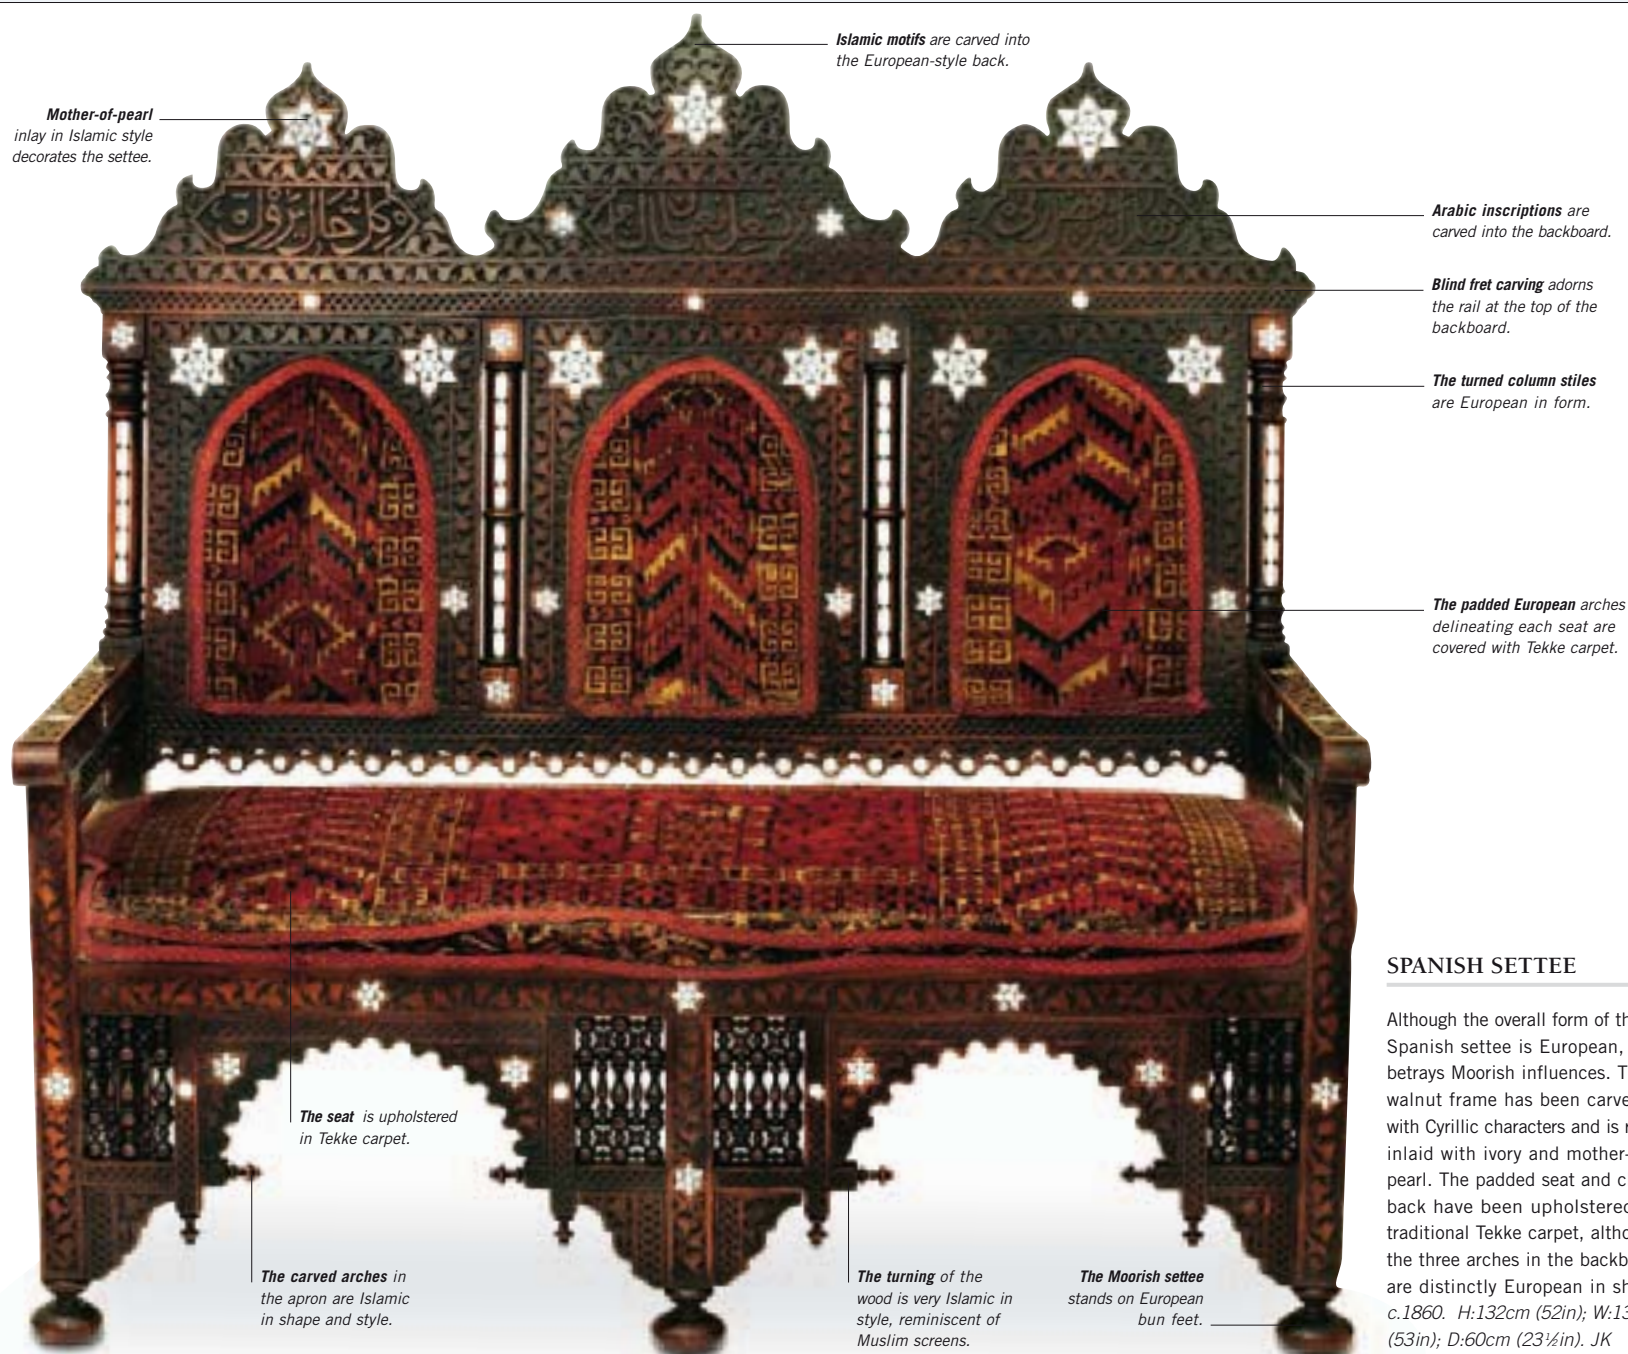 Islamic motifs are carved into
the European-style back.
Mother-of-pearl
inlay in Islamic style
decorates the settee.
وكل حال يزول
Arabic inscriptions are
carved into the backboard.
Blind fret carving adorns
the rail at the top of the
backboard.
The turned column stiles
are European in form.
The padded European arches
delineating each seat are
covered with Tekke carpet.
The seat is upholstered
in Tekke carpet.
The carved arches in
the apron are Islamic
in shape and style.
The turning of the
wood is very Islamic in
style, reminiscent of
Muslim screens.
The Moorish settee
stands on European
bun feet.
SPANISH SETTEE
Although the overall form of th
Spanish settee is European,
betrays Moorish influences. T
walnut frame has been carve
with Cyrillic characters and is r
inlaid with ivory and mother-
pearl. The padded seat and c
back have been upholstered
traditional Tekke carpet, altho
the three arches in the backb
are distinctly European in sh
c.1860. H:132cm (52in); W:13
(53in); D:60cm (23½in). JK